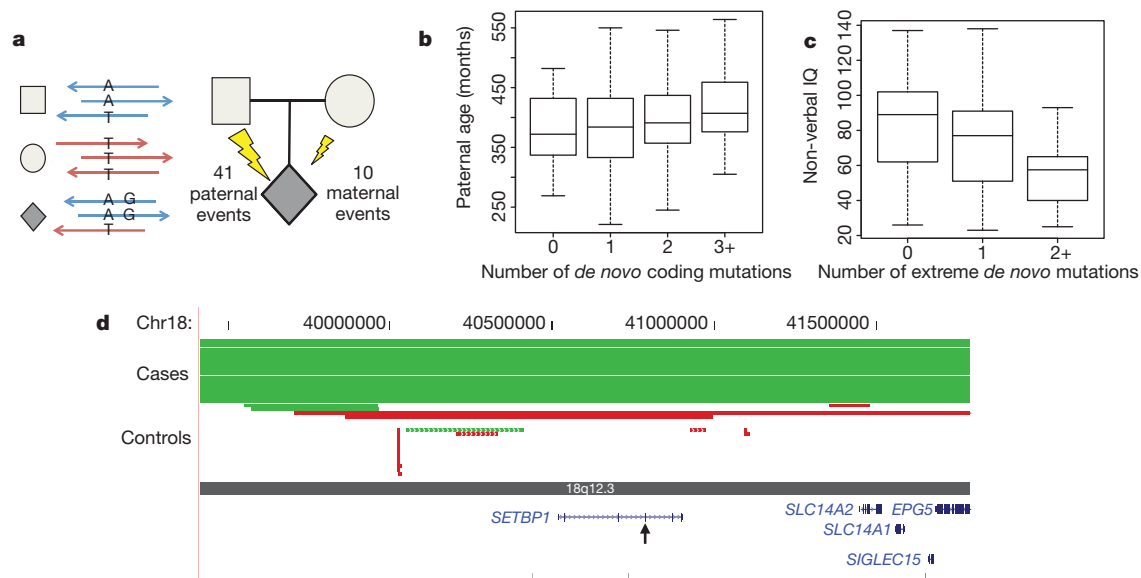 a
A
A
T
T
T
T
A G
A G
T
41
paternal
events
10
maternal
events
b
Paternal age (months)
550
450
350
250
0 1 2 3+
Number of de novo coding mutations
c
Non-verbal IQ
140
120
100
80
60
40
20
0 1 2+
Number of extreme de novo mutations
d
Chr18: 40000000 40500000 41000000 41500000
Cases
Controls
18q12.3
SETBP1
SLC14A2 EPG5
SLC14A1
SIGLEC15